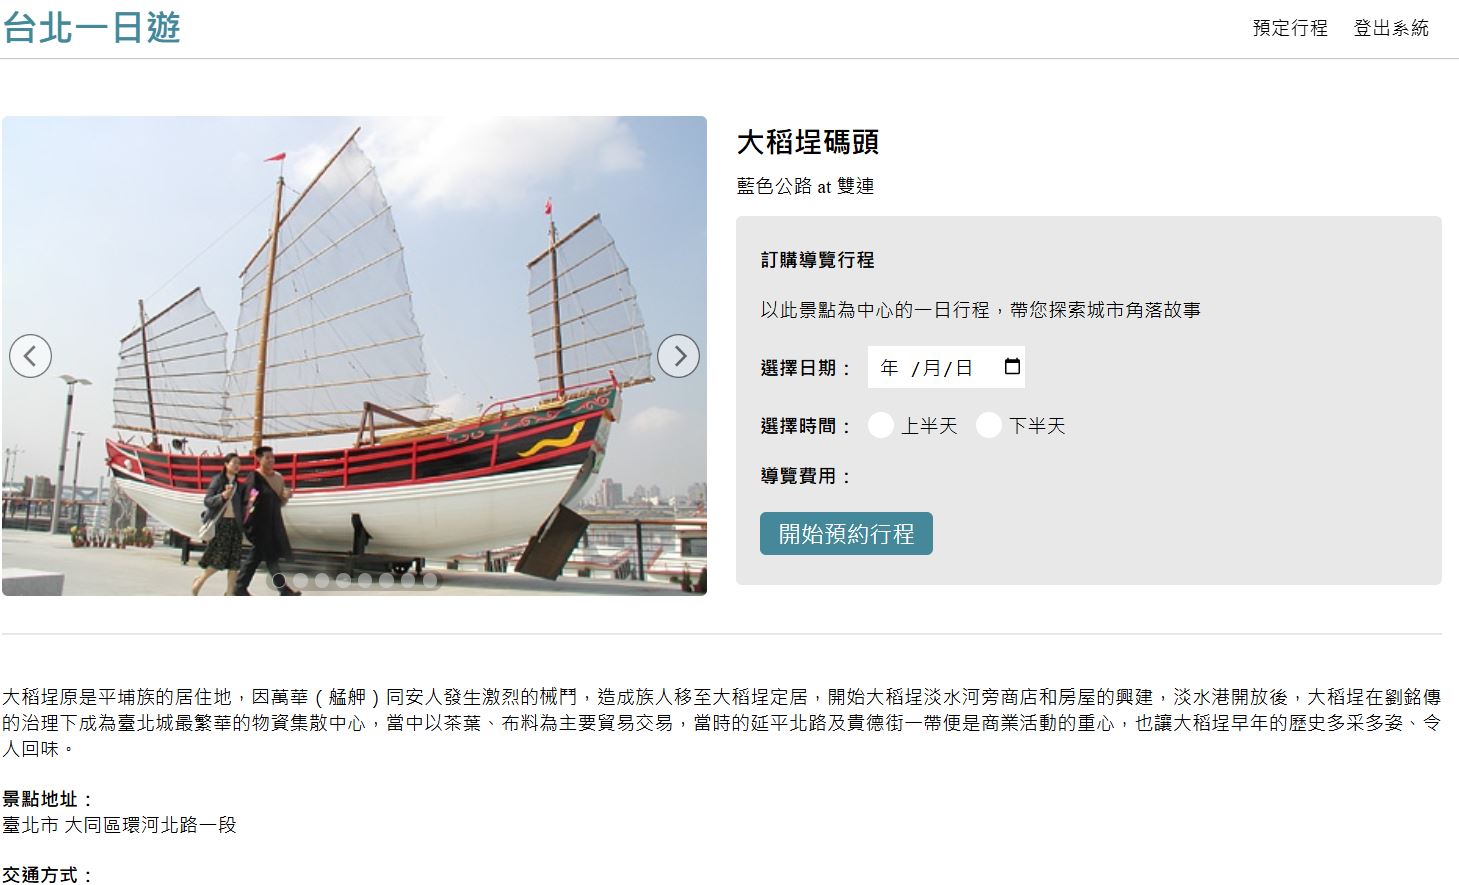 台北一日遊
預定行程 登出系統
大稻埕碼頭
藍色公路 at 雙連
訂購導覽行程
以此景點為中心的一日行程，帶您探索城市角落故事
選擇日期： 年 /月/日
選擇時間： 上半天 下半天
導覽費用：
開始預約行程
大稻埕原是平埔族的居住地，因萬華（艋舺）同安人發生激烈的械鬥，造成族人移至大稻埕定居，開始大稻埕淡水河旁商店和房屋的興建，淡水港開放後，大稻埕在劉銘傳
的治理下成為臺北城最繁華的物資集散中心，當中以茶葉、布料為主要貿易交易，當時的延平北路及貴德街一帶便是商業活動的重心，也讓大稻埕早年的歷史多采多姿、令
人回味。
景點地址：
臺北市 大同區環河北路一段
交通方式：